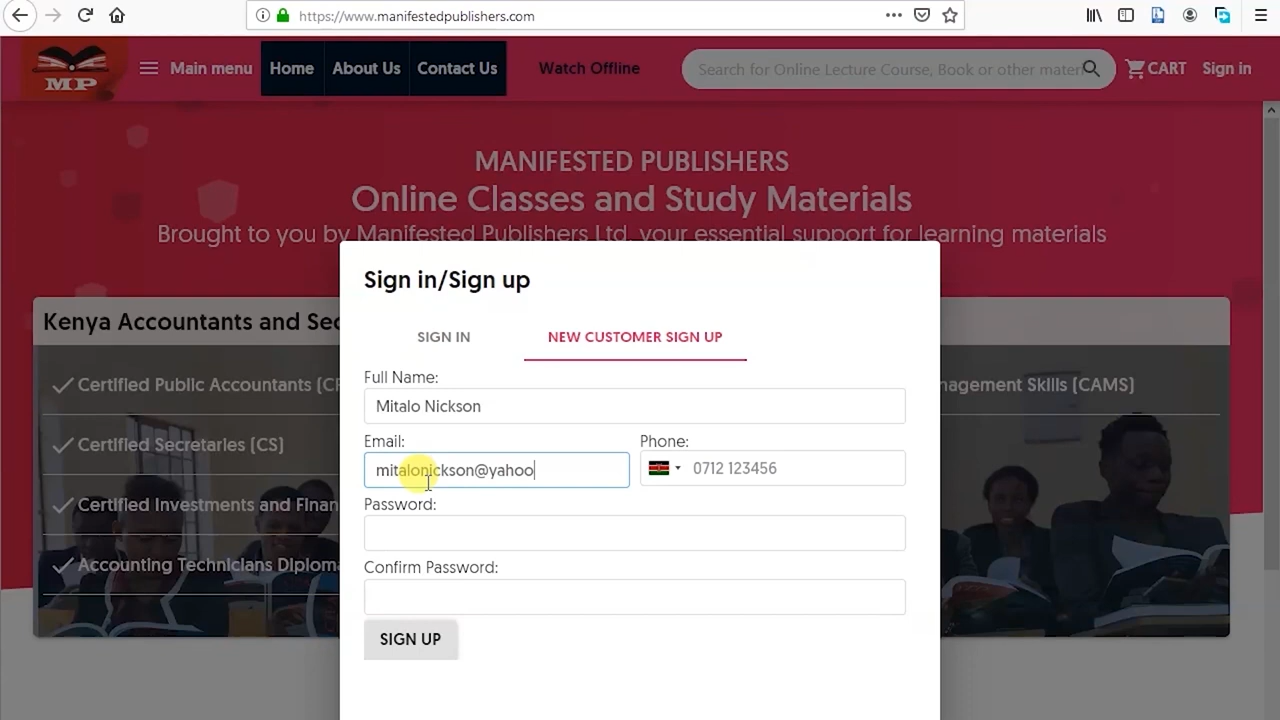 https://www.manifestedpublishers.com
MP
Main menu
Home
About Us
Contact Us
Watch Offline
Search for Online Lecture Course, Book or other mater
CART
Sign in
MANIFESTED PUBLISHERS
Online Classes and Study Materials
Brought to you by Manifested Publishers Ltd, your essential support for learning materials
Kenya Accountants and Sec
Certified Public Accountants (CP
nagement Skills (CAMS)
Certified Secretaries (CS)
Certified Investments and Finan
Accounting Technicians Diploma
Sign in/Sign up
SIGN IN
NEW CUSTOMER SIGN UP
Full Name:
Mitalo Nickson
Email:
Phone:
mitalonickson@yahoo
0712 123456
Password:
Confirm Password:
SIGN UP